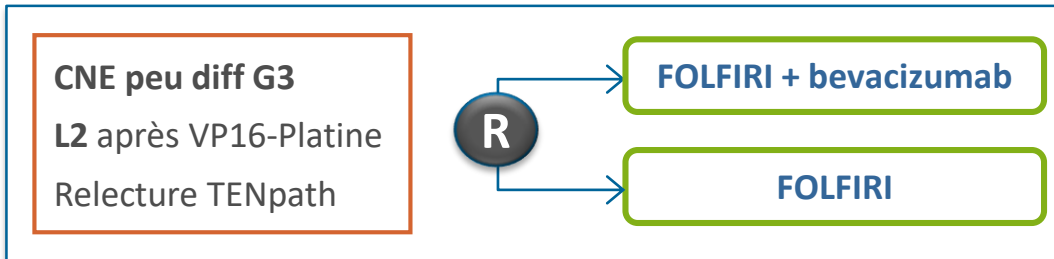 CNE peu diff G3
L2 après VP16-Platine
Relecture TENpath
R
FOLFIRI + bevacizumab
FOLFIRI